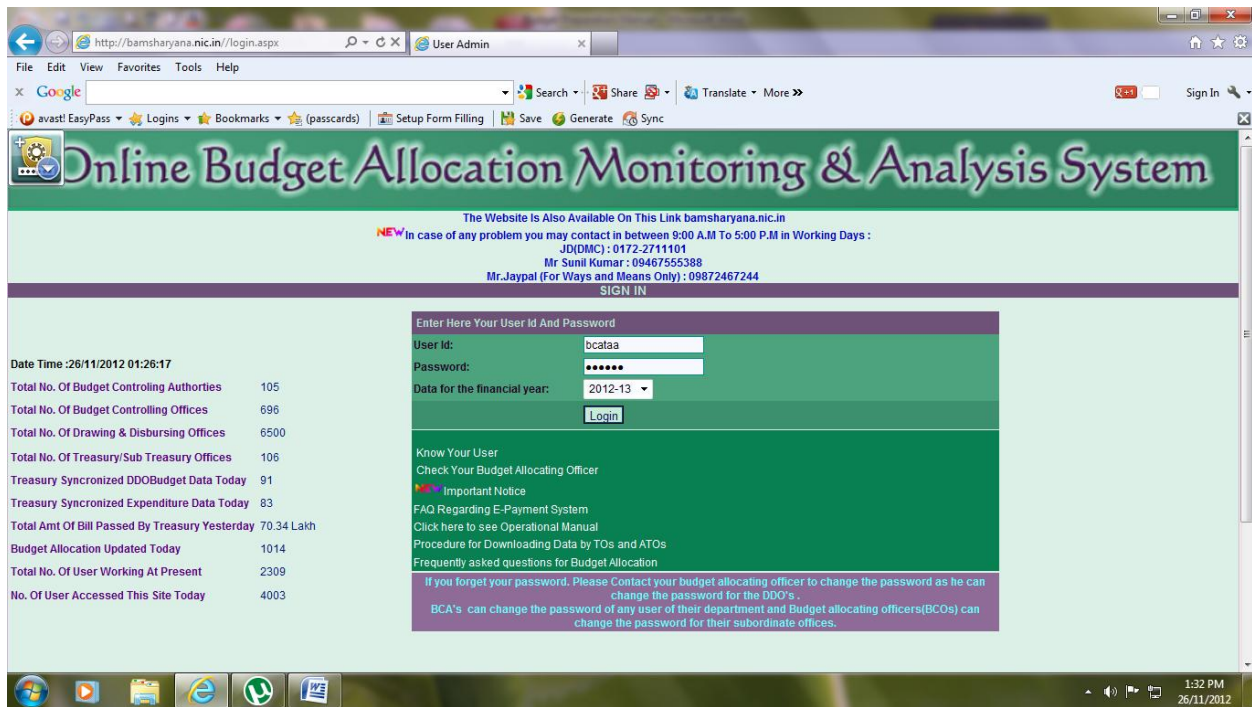 http://bamsharyana.nic.in//login.aspx
User Admin
File Edit View Favorites Tools Help
x Google
Search
Share
Translate
More »
+1
Sign In
avast! EasyPass
Logins
Bookmarks
(passcards)
Setup Form Filling
Save
Generate
Sync
Online Budget Allocation Monitoring & Analysis System
The Website Is Also Available On This Link bamsharyana.nic.in
NEW In case of any problem you may contact in between 9:00 A.M To 5:00 P.M in Working Days :
JD(DMC) : 0172-2711101
Mr Sunil Kumar : 09467555388
Mr.Jaypal (For Ways and Means Only) : 09872467244
SIGN IN
Enter Here Your User Id And Password
User Id: bcataa
Password: ••••••
Data for the financial year: 2012-13
Login
Date Time :26/11/2012 01:26:17
Total No. Of Budget Controling Authorties 105
Total No. Of Budget Controlling Offices 696
Total No. Of Drawing & Disbursing Offices 6500
Total No. Of Treasury/Sub Treasury Offices 106
Treasury Syncronized DDOBudget Data Today 91
Treasury Syncronized Expenditure Data Today 83
Total Amt Of Bill Passed By Treasury Yesterday 70.34 Lakh
Budget Allocation Updated Today 1014
Total No. Of User Working At Present 2309
No. Of User Accessed This Site Today 4003
Know Your User
Check Your Budget Allocating Officer
NEW Important Notice
FAQ Regarding E-Payment System
Click here to see Operational Manual
Procedure for Downloading Data by TOs and ATOs
Frequently asked questions for Budget Allocation
If you forget your password. Please Contact your budget allocating officer to change the password as he can
change the password for the DDO's .
BCA's can change the password of any user of their department and Budget allocating officers(BCOs) can
change the password for their subordinate offices.
1:32 PM
26/11/2012